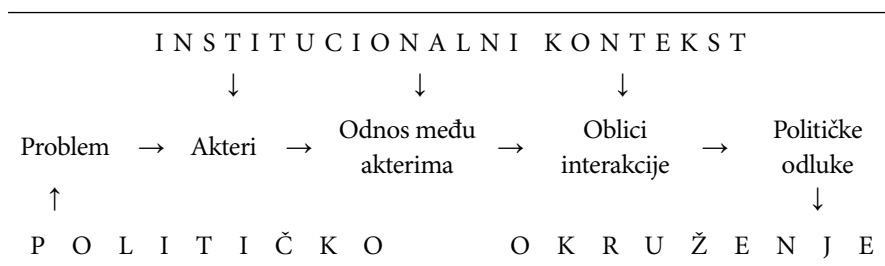 INSTITUCIONALNI KONTEKST
↓ ↓ ↓
Problem → Akteri → Odnos među akterima → Oblici interakcije → Političke odluke
↑ ↓
POLITIČKO OKRUŽENJE